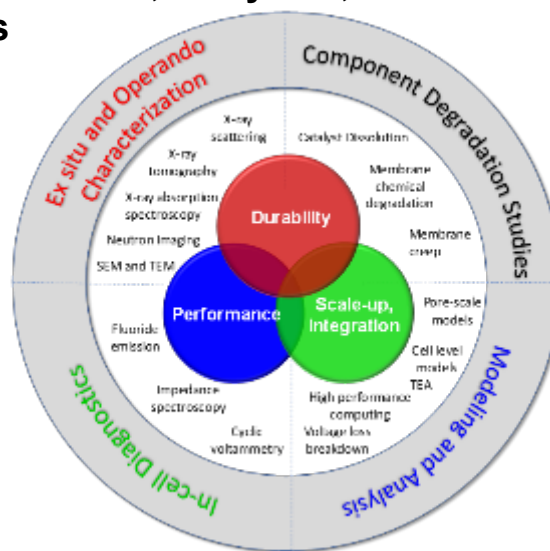 s
Ex situ and Operando
Characterization
Component Degradation Studies
X-ray
scattering
X-ray
tomography
X-ray absorption
spectroscopy
Neutron imaging
SEM and TEM
Catalyst Dissolution
Membrane
chemical
degradation
Membrane
creep
Durability
Performance
Scale-up,
Integration
Fluoride
emission
Impedance
spectroscopy
Cyclic
voltammetry
Pore-scale
models
Cell level
models
TEA
High performance
computing
Voltage loss
breakdown
In-cell Diagnostics
Modeling and Analysis